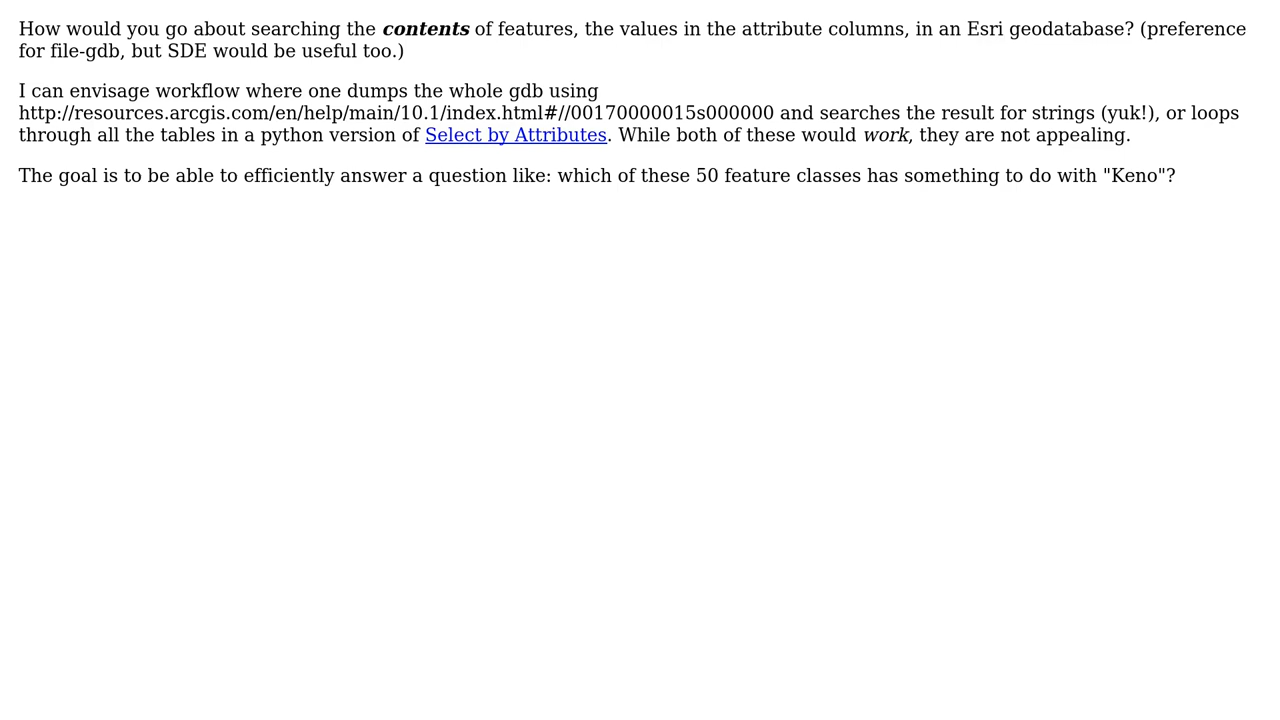 How would you go about searching the contents of features, the values in the attribute columns, in an Esri geodatabase? (preference
for file-gdb, but SDE would be useful too.)
I can envisage workflow where one dumps the whole gdb using
http://resources.arcgis.com/en/help/main/10.1/index.html#//00170000015s000000 and searches the result for strings (yuk!), or loops
through all the tables in a python version of Select by Attributes. While both of these would work, they are not appealing.
The goal is to be able to efficiently answer a question like: which of these 50 feature classes has something to do with "Keno"?